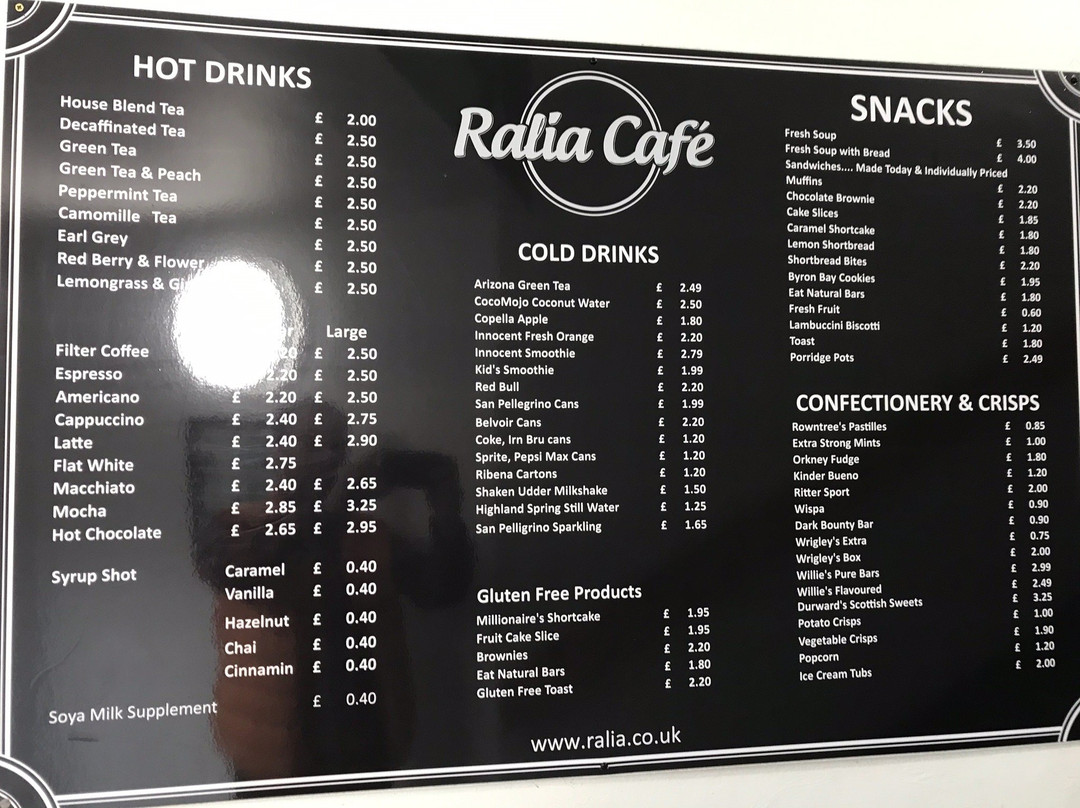 HOT DRINKS
House Blend Tea £ 2.00
Decaffinated Tea £ 2.50
Green Tea £ 2.50
Green Tea & Peach £ 2.50
Peppermint Tea £ 2.50
Camomille Tea £ 2.50
Earl Grey £ 2.50
Red Berry & Flower £ 2.50
Lemongrass & £ 2.50
Large
Filter Coffee £ 2.50
Espresso 2.20 £ 2.50
Americano £ 2.20 £ 2.50
Cappuccino £ 2.40 £ 2.75
Latte £ 2.40 £ 2.90
Flat White £ 2.75
Macchiato £ 2.40 £ 2.65
Mocha £ 2.85 £ 3.25
Hot Chocolate £ 2.65 £ 2.95
Syrup Shot Caramel £ 0.40
Vanilla £ 0.40
Hazelnut £ 0.40
Chai £ 0.40
Cinnamin £ 0.40
Soya Milk Supplement £ 0.40
Ralia Café
COLD DRINKS
Arizona Green Tea £ 2.49
CocoMojo Coconut Water £ 2.50
Copella Apple £ 1.80
Innocent Fresh Orange £ 2.20
Innocent Smoothie £ 2.79
Kid's Smoothie £ 1.99
Red Bull £ 2.20
San Pellegrino Cans £ 1.99
Belvoir Cans £ 2.20
Coke, Irn Bru cans £ 1.20
Sprite, Pepsi Max Cans £ 1.20
Ribena Cartons £ 1.20
Shaken Udder Milkshake £ 1.50
Highland Spring Still Water £ 1.25
San Pelligrino Sparkling £ 1.65
Gluten Free Products
Millionaire's Shortcake £ 1.95
Fruit Cake Slice £ 1.95
Brownies £ 2.20
Eat Natural Bars £ 1.80
Gluten Free Toast £ 2.20
www.ralia.co.uk
SNACKS
Fresh Soup £ 3.50
Fresh Soup with Bread £ 4.00
Sandwiches.... Made Today & Individually Priced
Muffins £ 2.20
Chocolate Brownie £ 2.20
Cake Slices £ 1.85
Caramel Shortcake £ 1.80
Lemon Shortbread £ 1.80
Shortbread Bites £ 2.20
Byron Bay Cookies £ 1.95
Eat Natural Bars £ 1.80
Fresh Fruit £ 0.60
Lambuccini Biscotti £ 1.20
Toast £ 1.80
Porridge Pots £ 2.49
CONFECTIONERY & CRISPS
Rowntree's Pastilles £ 0.85
Extra Strong Mints £ 1.00
Orkney Fudge £ 1.80
Kinder Bueno £ 1.20
Ritter Sport £ 2.00
Wispa £ 0.90
Dark Bounty Bar £ 0.90
Wrigley's Extra £ 0.75
Wrigley's Box £ 2.00
Willie's Pure Bars £ 2.99
Willie's Flavoured £ 2.49
Durward's Scottish Sweets £ 3.25
Potato Crisps £ 1.00
Vegetable Crisps £ 1.90
Popcorn £ 1.20
Ice Cream Tubs £ 2.00